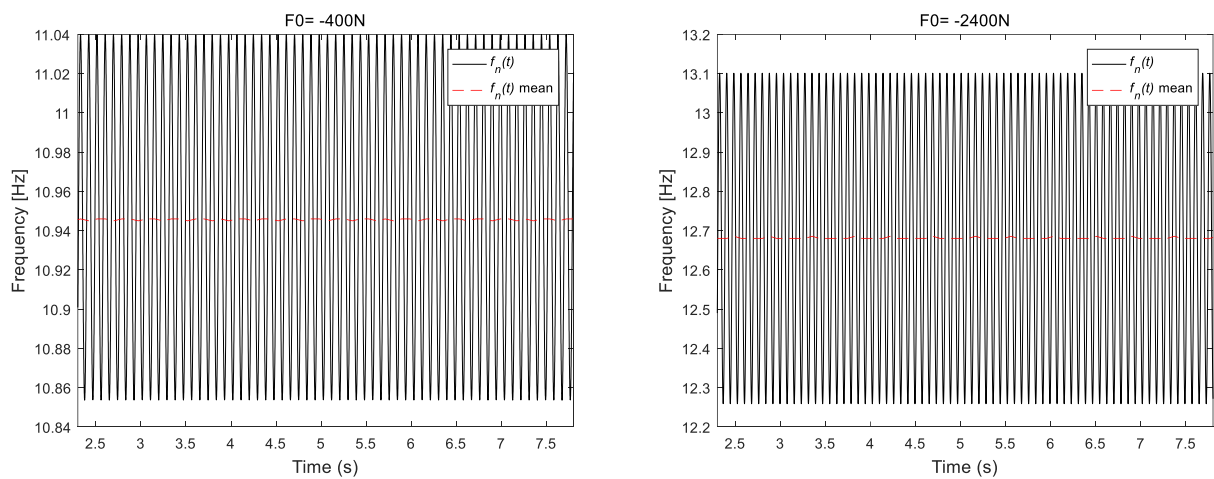 F0= -400N
11.04
11.02
11
10.98
10.96
10.94
10.92
10.9
10.88
10.86
10.84
Frequency [Hz]
f_n(t)
f_n(t) mean
2.5 3 3.5 4 4.5 5 5.5 6 6.5 7 7.5
Time (s)
F0= -2400N
13.2
13.1
13
12.9
12.8
12.7
12.6
12.5
12.4
12.3
12.2
Frequency [Hz]
f_n(t)
f_n(t) mean
2.5 3 3.5 4 4.5 5 5.5 6 6.5 7 7.5
Time (s)